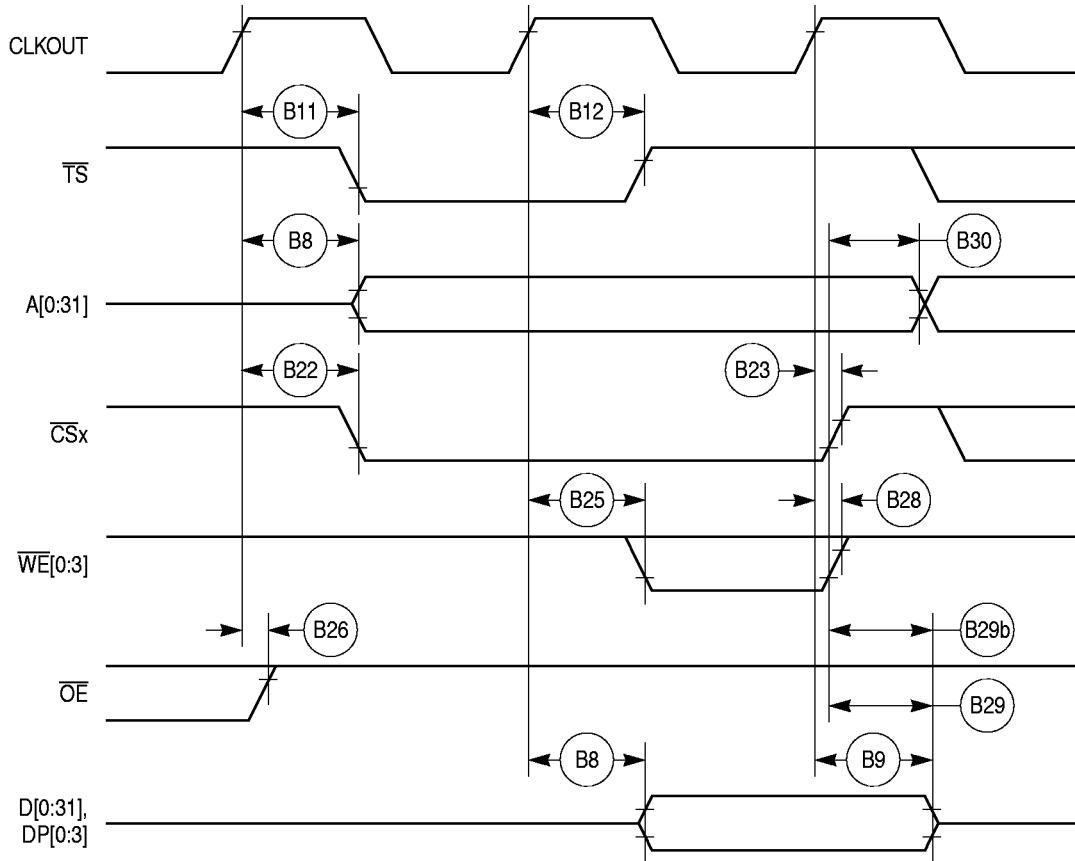 CLKOUT
B11
B12
TS
B8
B30
A[0:31]
B22
B23
CSx
B25
B28
WE[0:3]
B26
B29b
OE
B29
B8
B9
D[0:31],
DP[0:3]